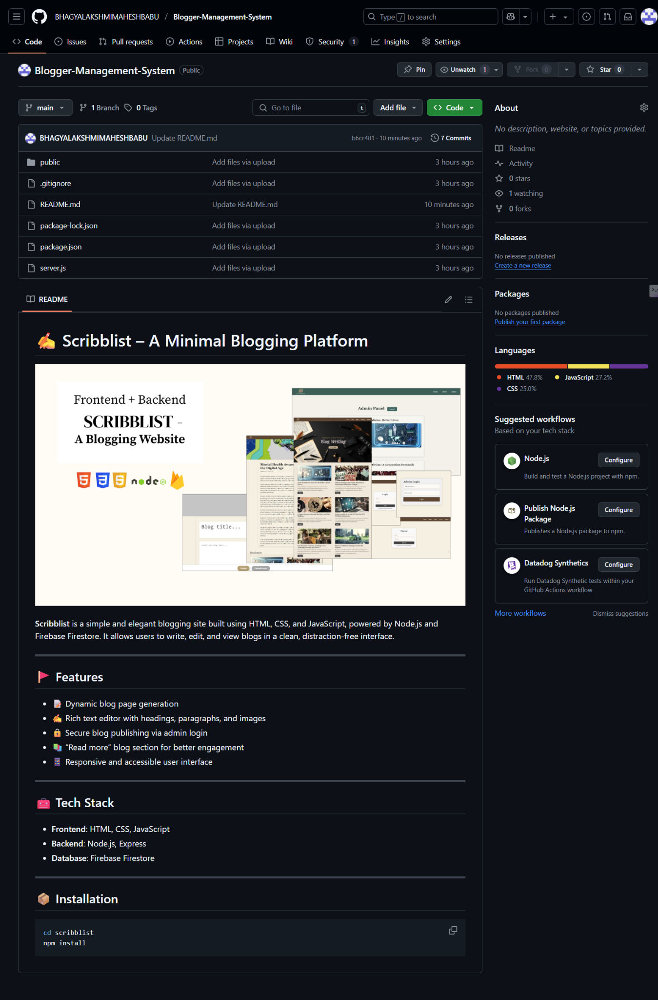 BHAGYALAKSHMIMAHESHBABU / Blogger-Management-System
Type / to search
Code
Issues
Pull requests
Actions
Projects
Wiki
Security 1
Insights
Settings
Blogger-Management-System Public
Pin
Unwatch 1
Fork 0
Star 0
main
1 Branch
0 Tags
Go to file t
Add file
Code
BHAGYALAKSHMIMAHESHBABU Update README.md b6cc481 · 10 minutes ago 7 Commits
public Add files via upload 3 hours ago
.gitignore Add files via upload 3 hours ago
README.md Update README.md 10 minutes ago
package-lock.json Add files via upload 3 hours ago
package.json Add files via upload 3 hours ago
server.js Add files via upload 3 hours ago
README
✍️ Scribblist – A Minimal Blogging Platform
Frontend + Backend
SCRIBBLIST -
A Blogging Website
node
Admin Panel
dicine, Better Lives
Blog Writing
Mental Health Aware
the Digital Age
tivism: A Generation Demands
Admin Login
Login
Signup
Blog title...
Start writing here...
Read more
Scribblist is a simple and elegant blogging site built using HTML, CSS, and JavaScript, powered by Node.js and
Firebase Firestore. It allows users to write, edit, and view blogs in a clean, distraction-free interface.
🚩 Features
• 📝 Dynamic blog page generation
• ✍️ Rich text editor with headings, paragraphs, and images
• 🔒 Secure blog publishing via admin login
• 📚 “Read more” blog section for better engagement
• 📱 Responsive and accessible user interface
🧰 Tech Stack
• Frontend: HTML, CSS, JavaScript
• Backend: Node.js, Express
• Database: Firebase Firestore
📦 Installation
cd scribblist
npm install
About
No description, website, or topics provided.
Readme
Activity
0 stars
1 watching
0 forks
Releases
No releases published
Create a new release
Packages
No packages published
Publish your first package
Languages
HTML 47.8%
JavaScript 27.2%
CSS 25.0%
Suggested workflows
Based on your tech stack
Node.js
Configure
Build and test a Node.js project with npm.
Publish Node.js
Package
Configure
Publishes a Node.js package to npm.
Datadog Synthetics
Configure
Run Datadog Synthetic tests within your
GitHub Actions workflow
More workflows
Dismiss suggestions